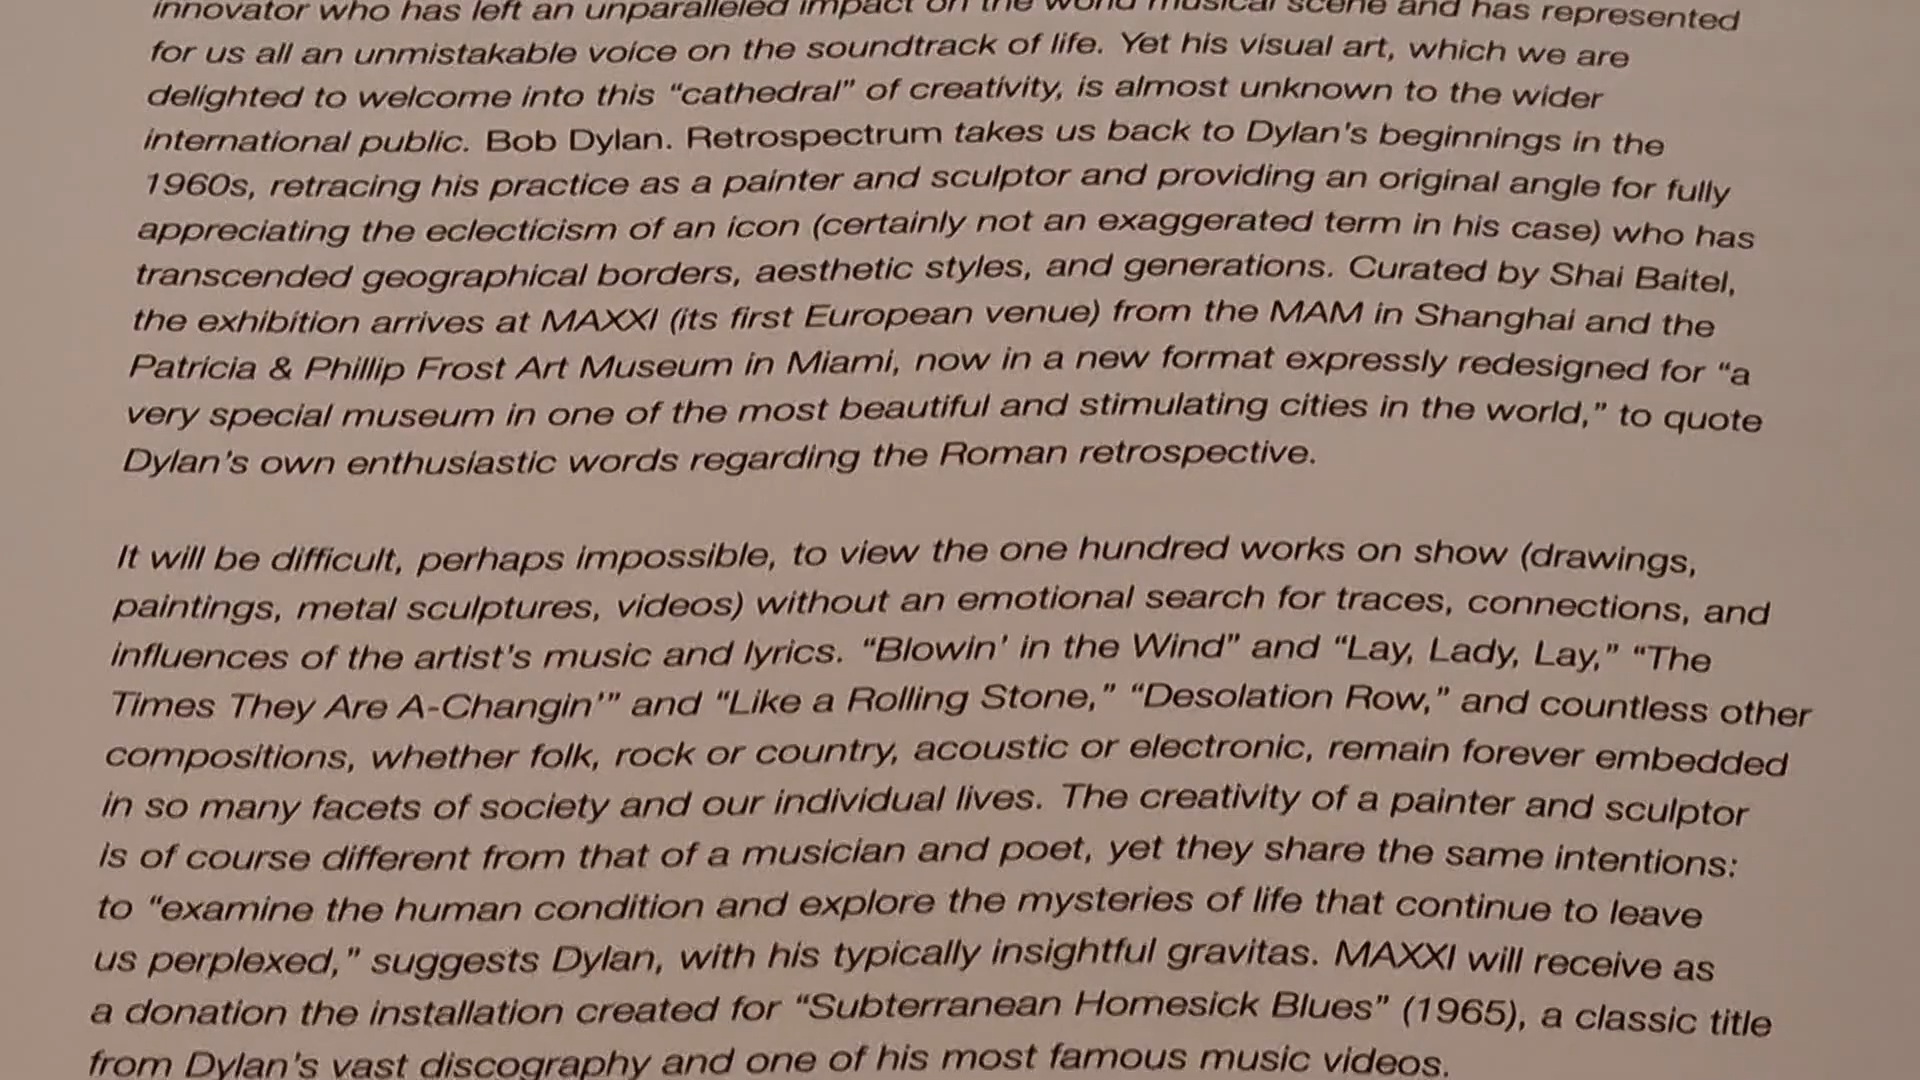 innovator who has left an unparalleled impact on the world musical scene and has represented
for us all an unmistakable voice on the soundtrack of life. Yet his visual art, which we are
delighted to welcome into this “cathedral” of creativity, is almost unknown to the wider
international public. Bob Dylan. Retrospectrum takes us back to Dylan’s beginnings in the
1960s, retracing his practice as a painter and sculptor and providing an original angle for fully
appreciating the eclecticism of an icon (certainly not an exaggerated term in his case) who has
transcended geographical borders, aesthetic styles, and generations. Curated by Shai Baitel,
the exhibition arrives at MAXXI (its first European venue) from the MAM in Shanghai and the
Patricia & Phillip Frost Art Museum in Miami, now in a new format expressly redesigned for “a
very special museum in one of the most beautiful and stimulating cities in the world,” to quote
Dylan’s own enthusiastic words regarding the Roman retrospective.
It will be difficult, perhaps impossible, to view the one hundred works on show (drawings,
paintings, metal sculptures, videos) without an emotional search for traces, connections, and
influences of the artist's music and lyrics. “Blowin’ in the Wind” and “Lay, Lady, Lay,” “The
Times They Are A-Changin’” and “Like a Rolling Stone,” “Desolation Row,” and countless other
compositions, whether folk, rock or country, acoustic or electronic, remain forever embedded
in so many facets of society and our individual lives. The creativity of a painter and sculptor
is of course different from that of a musician and poet, yet they share the same intentions:
to “examine the human condition and explore the mysteries of life that continue to leave
us perplexed,” suggests Dylan, with his typically insightful gravitas. MAXXI will receive as
a donation the installation created for “Subterranean Homesick Blues” (1965), a classic title
from Dylan's vast discography and one of his most famous music videos.